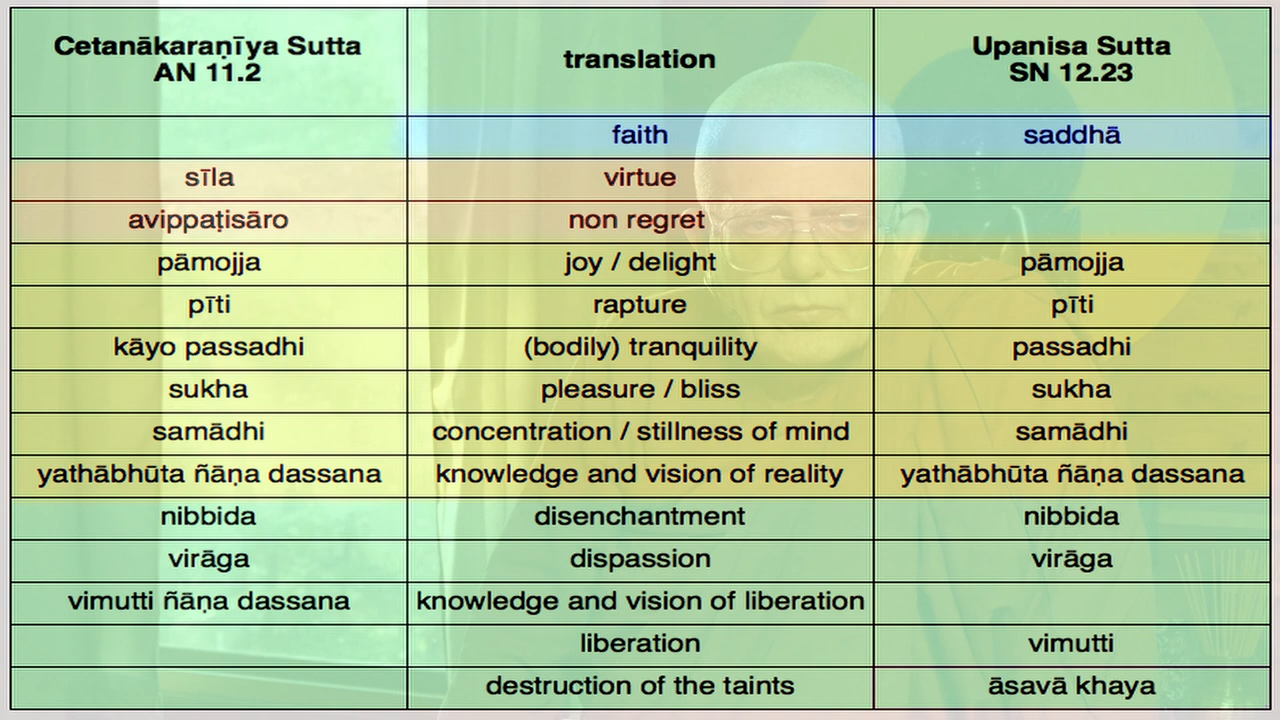 Cetanākaraṇīya Sutta
AN 11.2
translation
Upanisa Sutta
SN 12.23
faith
saddhā
sīla
virtue
avippaṭisāro
non regret
pāmojja
joy / delight
pāmojja
pīti
rapture
pīti
kāyo passadhi
(bodily) tranquility
passadhi
sukha
pleasure / bliss
sukha
samādhi
concentration / stillness of mind
samādhi
yathābhūta ñāṇa dassana
knowledge and vision of reality
yathābhūta ñāṇa dassana
nibbida
disenchantment
nibbida
virāga
dispassion
virāga
vimutti ñāṇa dassana
knowledge and vision of liberation
liberation
vimutti
destruction of the taints
āsavā khaya